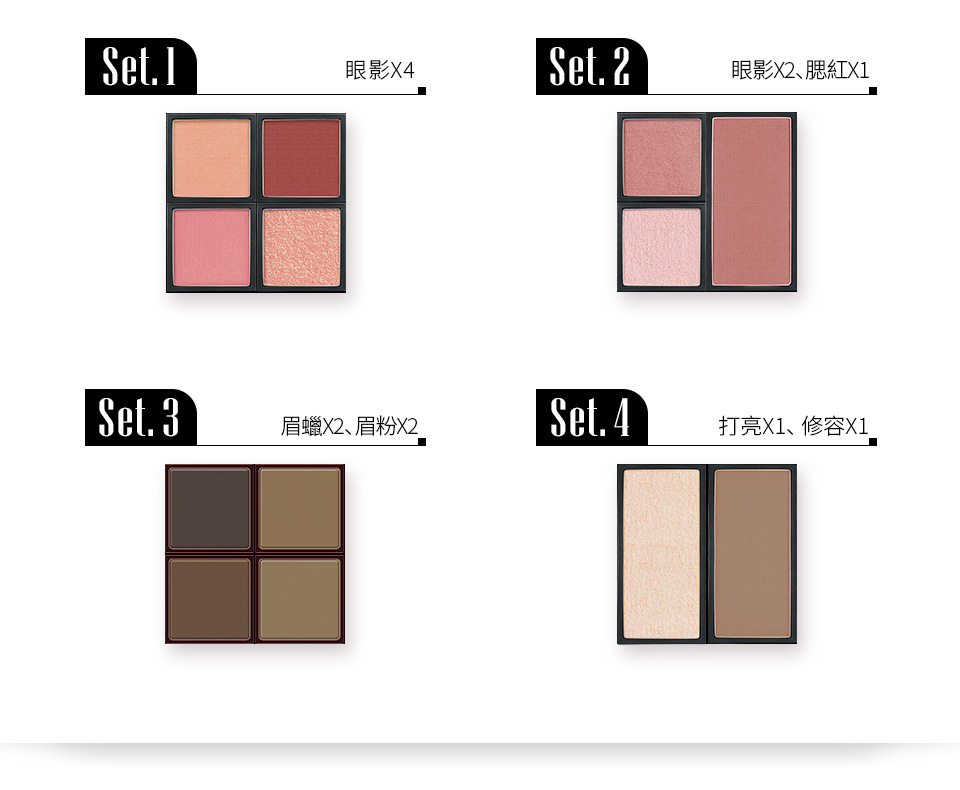 Set. 1
眼影X4
Set. 2
眼影X2、腮紅X1
Set. 3
眉蠟X2、眉粉X2
Set. 4
打亮X1、修容X1